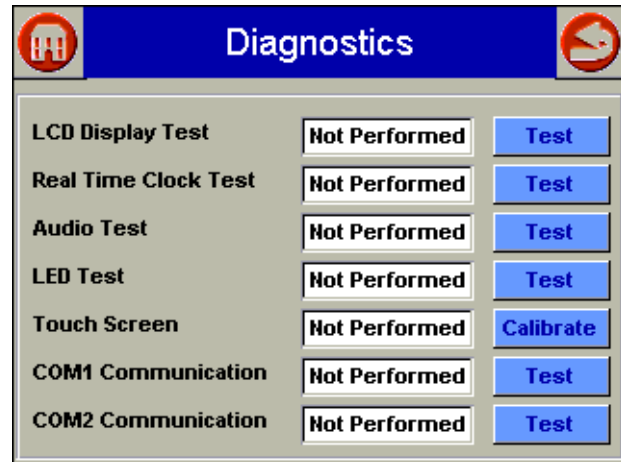 Diagnostics
LCD Display Test Not Performed Test
Real Time Clock Test Not Performed Test
Audio Test Not Performed Test
LED Test Not Performed Test
Touch Screen Not Performed Calibrate
COM1 Communication Not Performed Test
COM2 Communication Not Performed Test